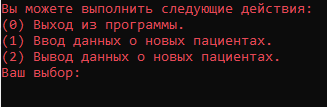 Вы можете выполнить следующие действия:
(0) Выход из программы.
(1) Ввод данных о новых пациентах.
(2) Вывод данных о новых пациентах.
Ваш выбор: